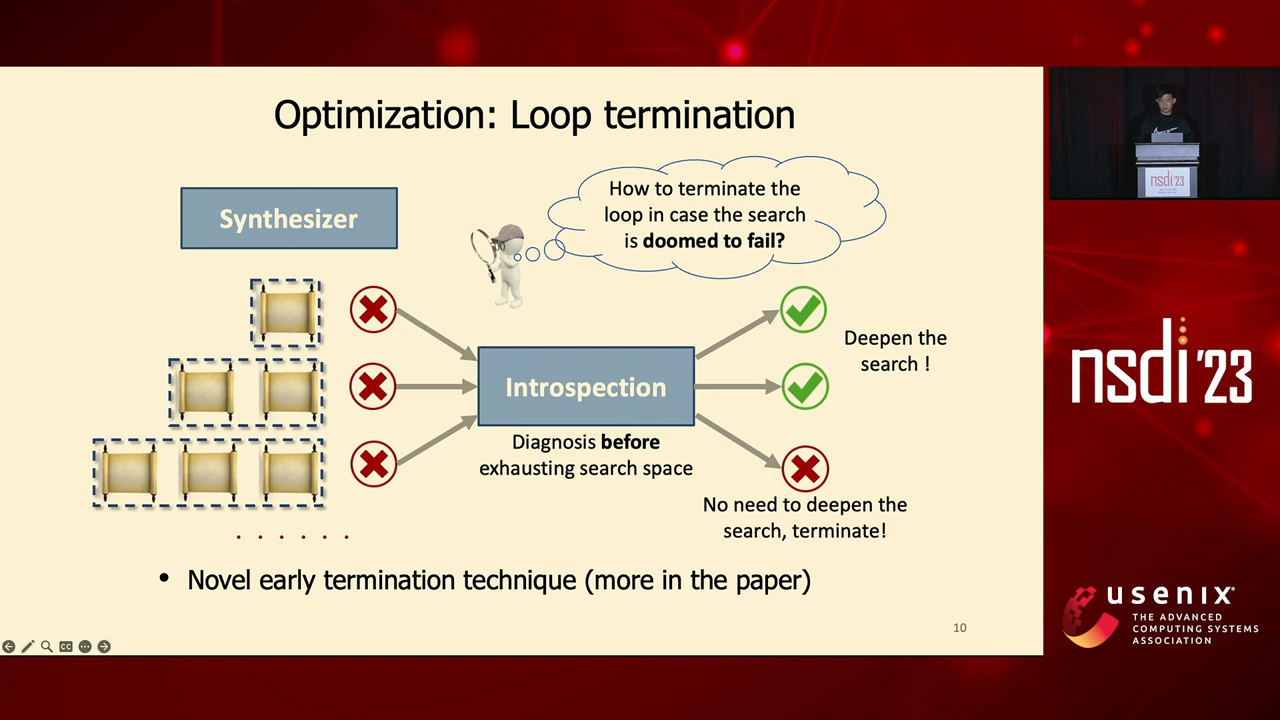 Optimization: Loop termination
Synthesizer
How to terminate the
loop in case the search
is doomed to fail?
Deepen the
search !
Introspection
Diagnosis before
exhausting search space
No need to deepen the
search, terminate!
. . . . . .
• Novel early termination technique (more in the paper)
10
CC
nsdi'23
nsdi '23
usenix®
THE ADVANCED
COMPUTING SYSTEMS
ASSOCIATION